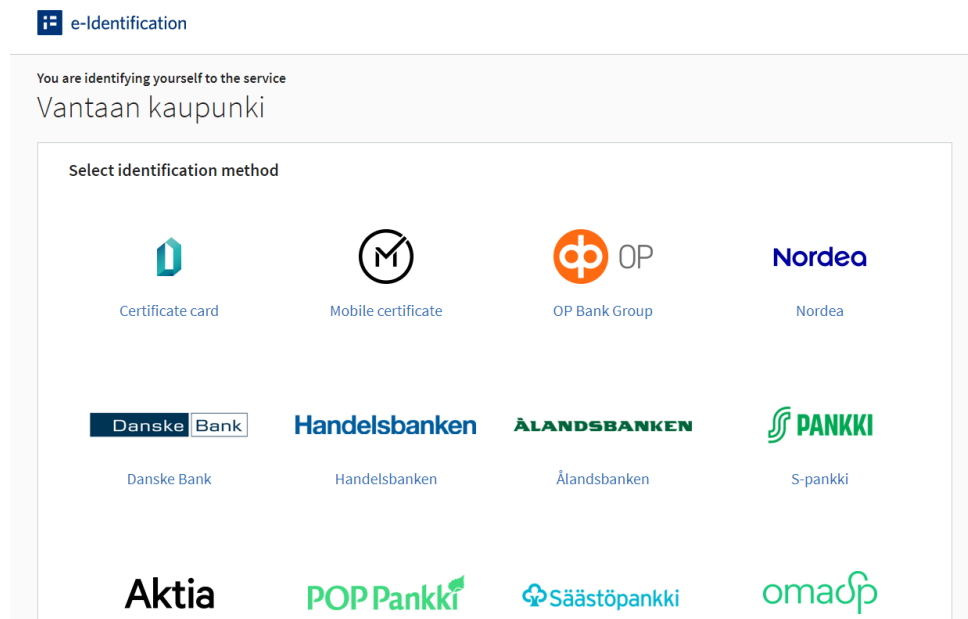 e-Identification
You are identifying yourself to the service
Vantaan kaupunki
Select identification method
OP Nordea
Certificate card Mobile certificate OP Bank Group Nordea
Danske Bank Handelsbanken ÅLANDSBANKEN S PANKKI
Danske Bank Handelsbanken Ålandsbanken S-pankki
Aktia POP Pankki Säästöpankki omasp